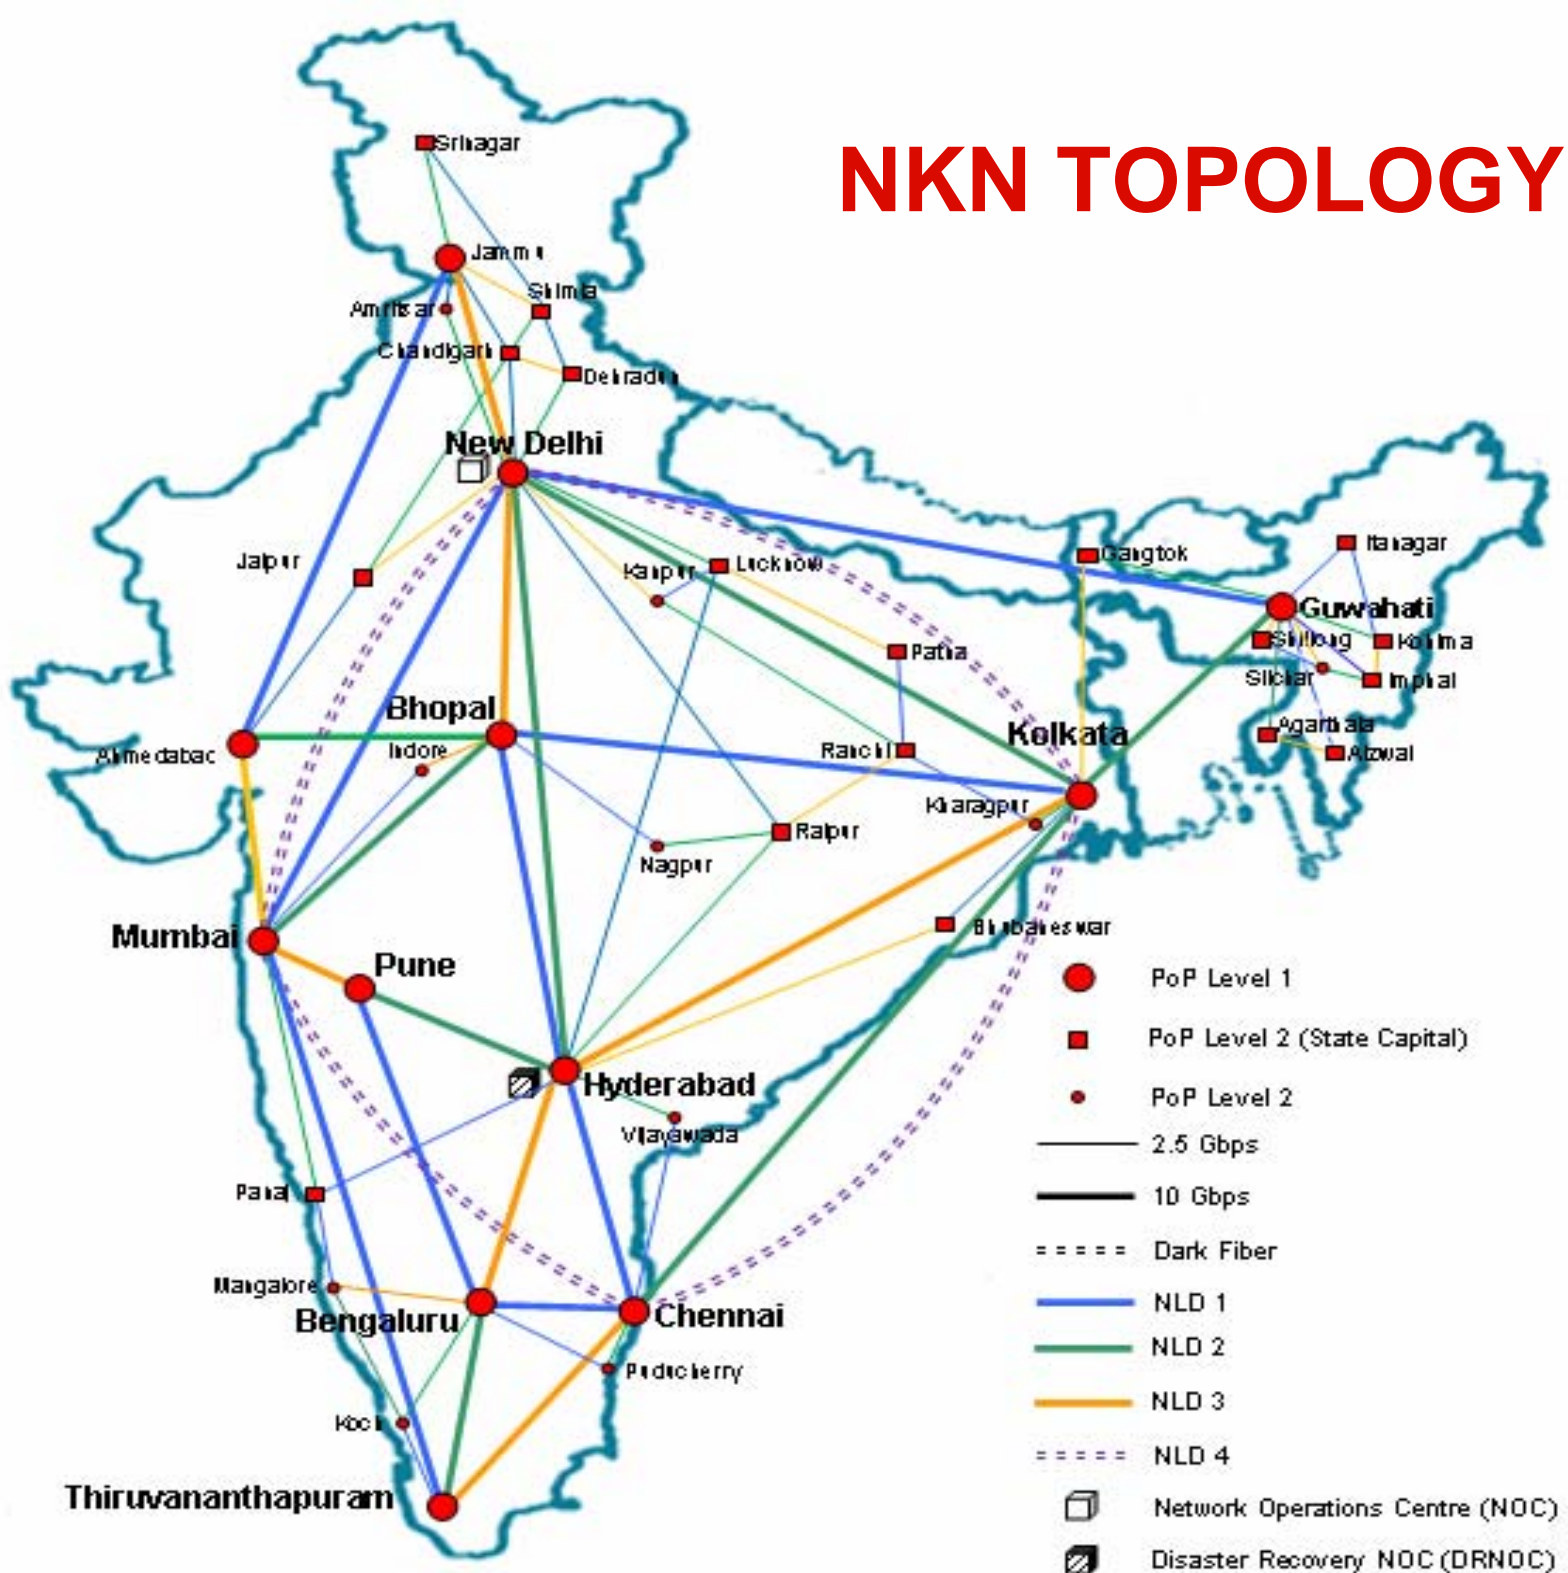 NKN TOPOLOGY
Srinagar
Jammu
Shimla
Amritsar
Chandigarh
Dehradun
New Delhi
Jaipur
Kanpur
Lucknow
Gangtok
Itanagar
Guwahati
Shillong
Kohima
Silchar
Imphal
Patna
Bhopal
Agarthala
Kolkata
Ahmedabad
Indore
Ranchi
Aizwal
Kharagpur
Raipur
Nagpur
Bhubaneswar
Mumbai
Pune
PoP Level 1
PoP Level 2 (State Capital)
Hyderabad
PoP Level 2
Vijayawada
2.5 Gbps
Panaji
10 Gbps
Dark Fiber
Mangalore
NLD 1
Bengaluru
Chennai
NLD 2
Puducherry
NLD 3
Kochi
NLD 4
Thiruvananthapuram
Network Operations Centre (NOC)
Disaster Recovery NOC (DRNOC)